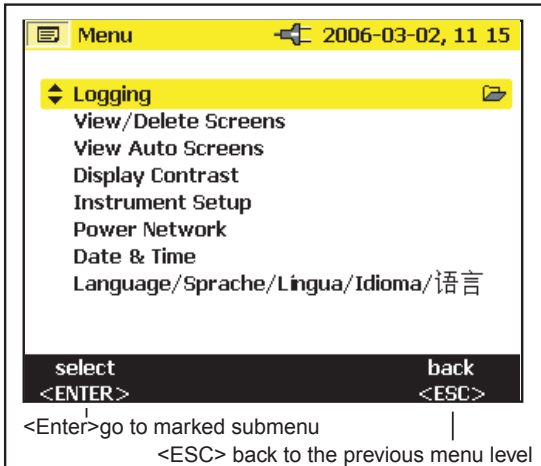 Menu 2006-03-02, 11 15
Logging
View/Delete Screens
View Auto Screens
Display Contrast
Instrument Setup
Power Network
Date & Time
Language/Sprache/Lingua/Idioma/语言
select back
<ENTER> <ESC>
<Enter>go to marked submenu
<ESC> back to the previous menu level